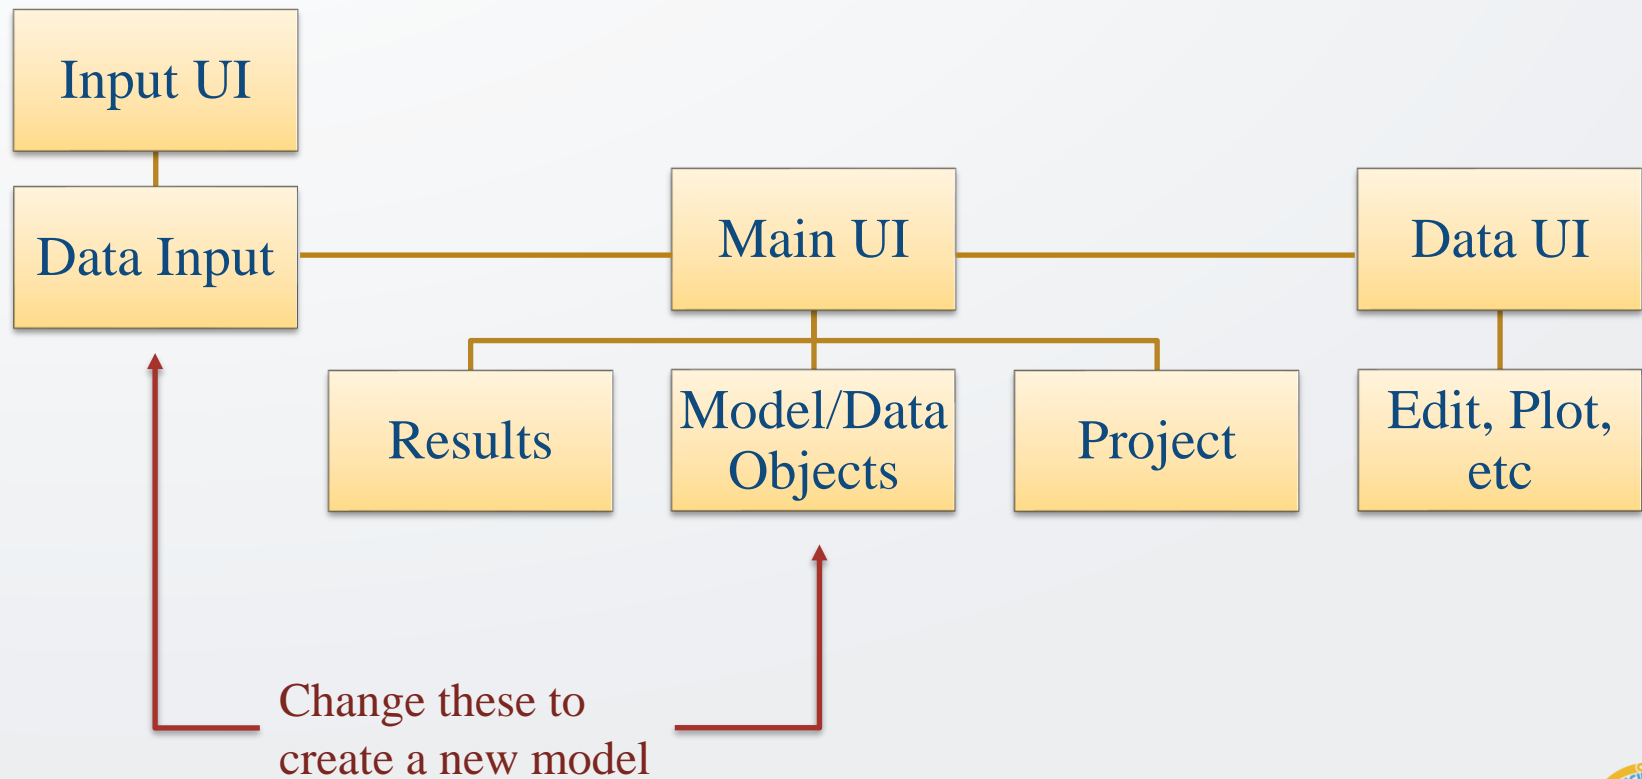 Input UI
Data Input
Main UI
Data UI
Results
Model/Data
Objects
Project
Edit, Plot,
etc
Change these to
create a new model